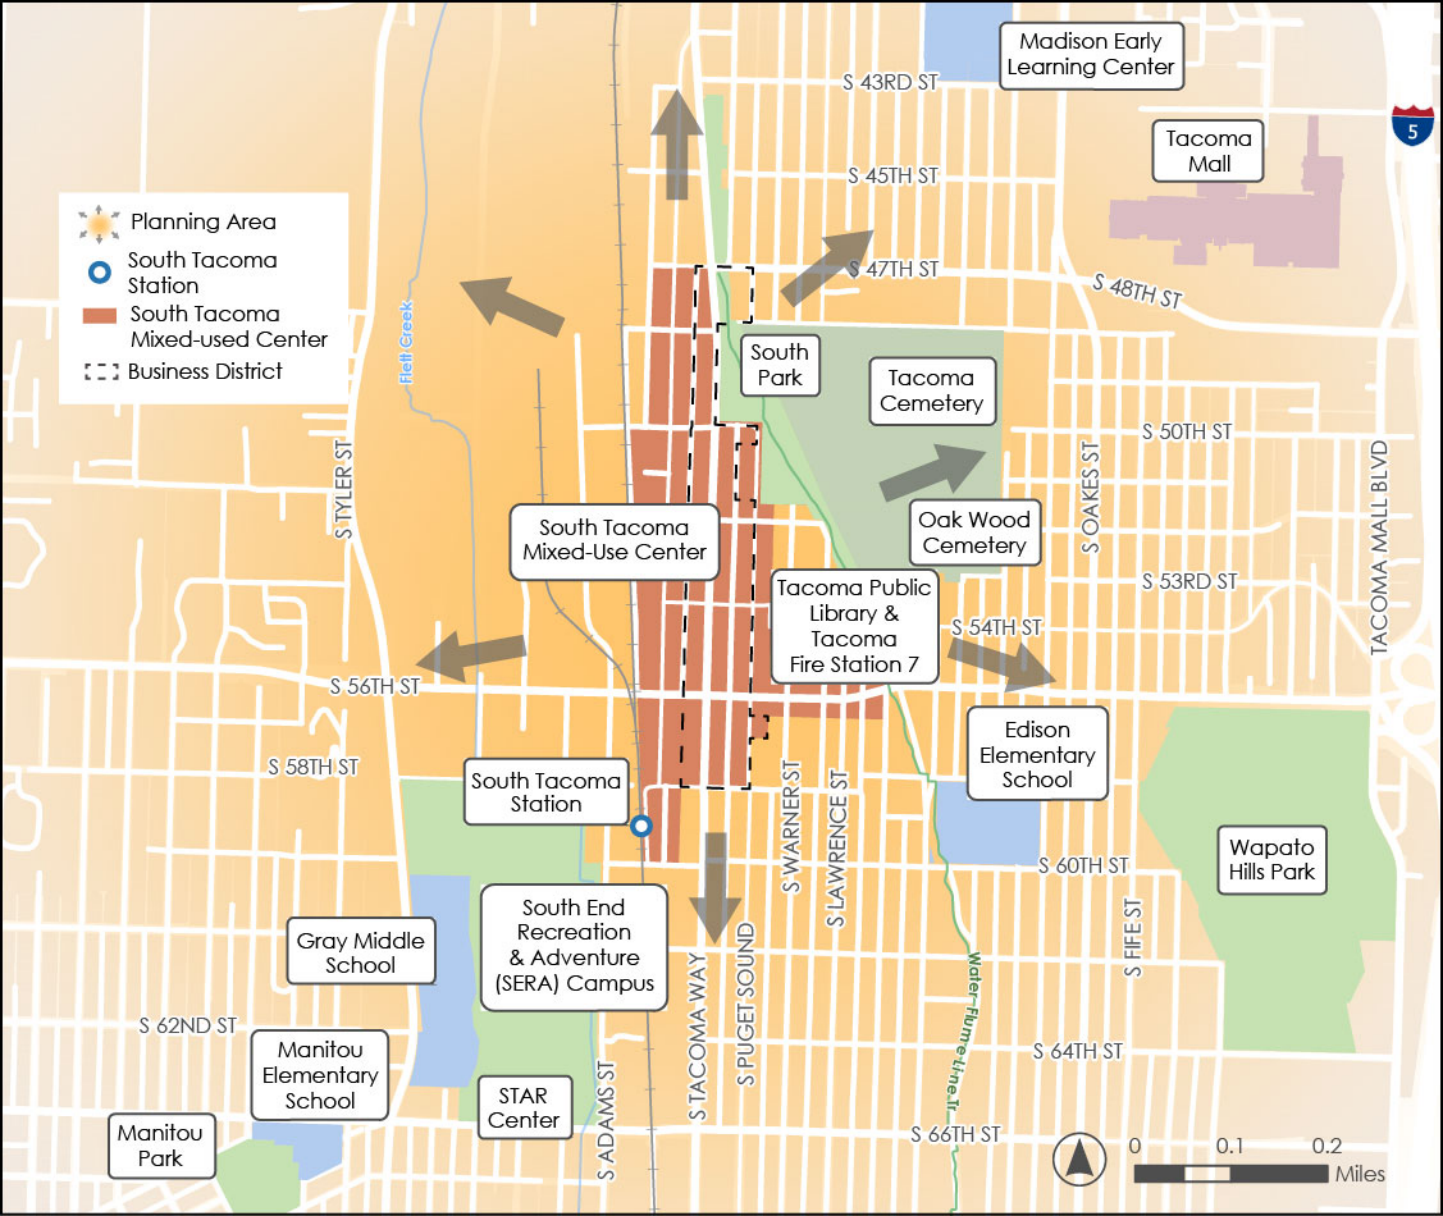 Madison Early
Learning Center
S 43RD ST
5
Tacoma
Mall
S 45TH ST
Planning Area
South Tacoma
Station
South Tacoma
Mixed-used Center
Business District
S 47TH ST
S 48TH ST
Flett Creek
South
Park
Tacoma
Cemetery
S 50TH ST
S TYLER ST
S OAKES ST
TACOMA MALL BLVD
South Tacoma
Mixed-Use Center
Oak Wood
Cemetery
S 53RD ST
Tacoma Public
Library &
Tacoma
Fire Station 7
S 54TH ST
S 56TH ST
Edison
Elementary
School
S 58TH ST
South Tacoma
Station
S WARNER ST
S LAWRENCE ST
Wapato
Hills Park
S 60TH ST
South End
Recreation
& Adventure
(SERA) Campus
Gray Middle
School
S FIFE ST
S TACOMA WAY
S PUGET SOUND
Water-Flume-Line-Tr
S 62ND ST
Manitou
Elementary
School
S 64TH ST
STAR
Center
S ADAMS ST
Manitou
Park
S 66TH ST
0 0.1 0.2
Miles